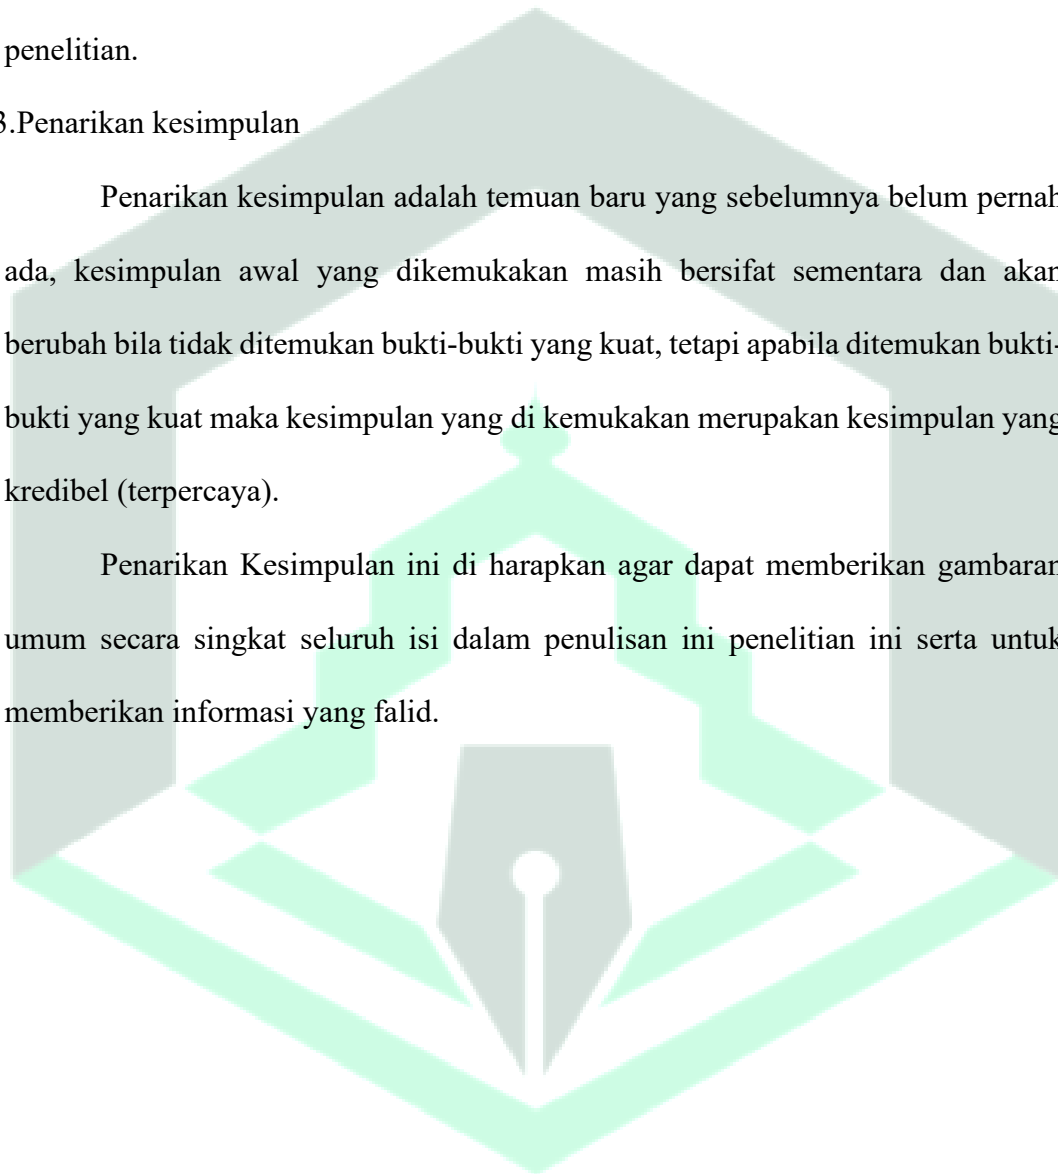 penelitian.
3.Penarikan kesimpulan
Penarikan kesimpulan adalah temuan baru yang sebelumnya belum pernah
ada, kesimpulan awal yang dikemukakan masih bersifat sementara dan akan
berubah bila tidak ditemukan bukti-bukti yang kuat, tetapi apabila ditemukan bukti-
bukti yang kuat maka kesimpulan yang di kemukakan merupakan kesimpulan yang
kredibel (terpercaya).
Penarikan Kesimpulan ini di harapkan agar dapat memberikan gambaran
umum secara singkat seluruh isi dalam penulisan ini penelitian ini serta untuk
memberikan informasi yang falid.